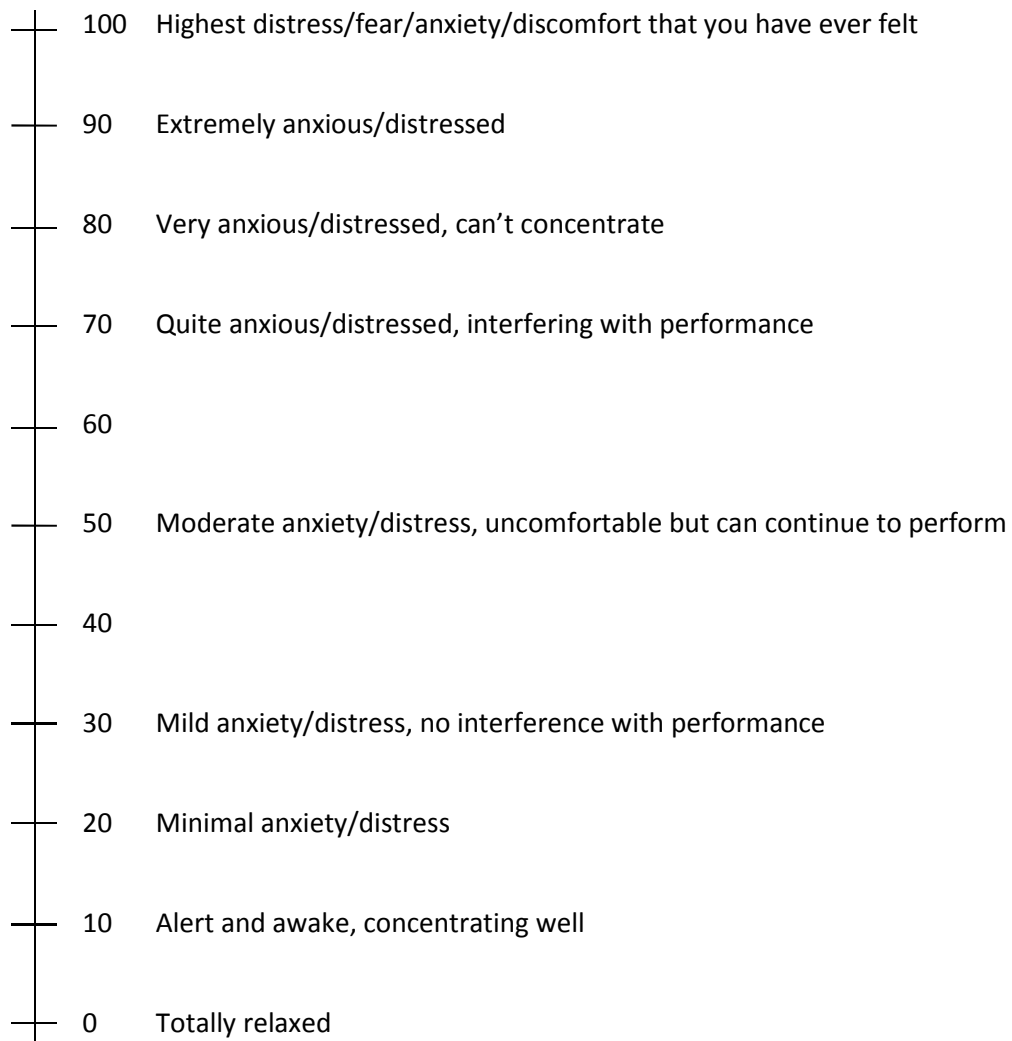 100 Highest distress/fear/anxiety/discomfort that you have ever felt
90 Extremely anxious/distressed
80 Very anxious/distressed, can’t concentrate
70 Quite anxious/distressed, interfering with performance
60
50 Moderate anxiety/distress, uncomfortable but can continue to perform
40
30 Mild anxiety/distress, no interference with performance
20 Minimal anxiety/distress
10 Alert and awake, concentrating well
0 Totally relaxed